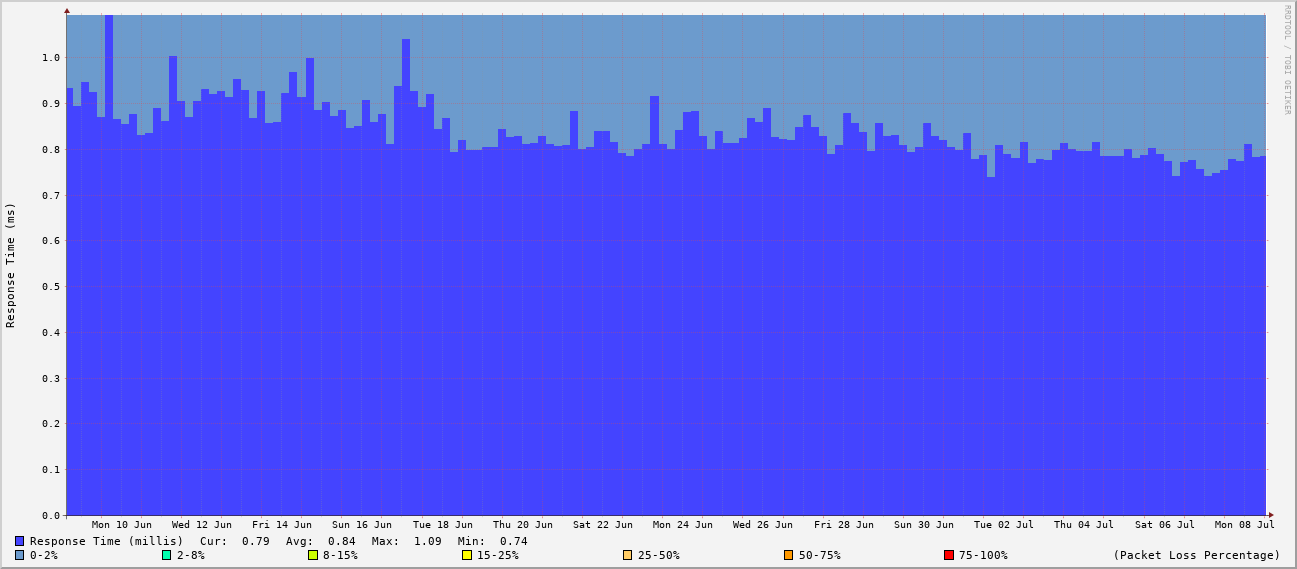 RRDTOOL / TOBI OETIKER
Response Time (ms)
1.0
0.9
0.8
0.7
0.6
0.5
0.4
0.3
0.2
0.1
0.0
Mon 10 Jun Wed 12 Jun Fri 14 Jun Sun 16 Jun Tue 18 Jun Thu 20 Jun Sat 22 Jun Mon 24 Jun Wed 26 Jun Fri 28 Jun Sun 30 Jun Tue 02 Jul Thu 04 Jul Sat 06 Jul Mon 08 Jul
Response Time (millis) Cur: 0.79 Avg: 0.84 Max: 1.09 Min: 0.74
0-2% 2-8% 8-15% 15-25% 25-50% 50-75% 75-100% (Packet Loss Percentage)